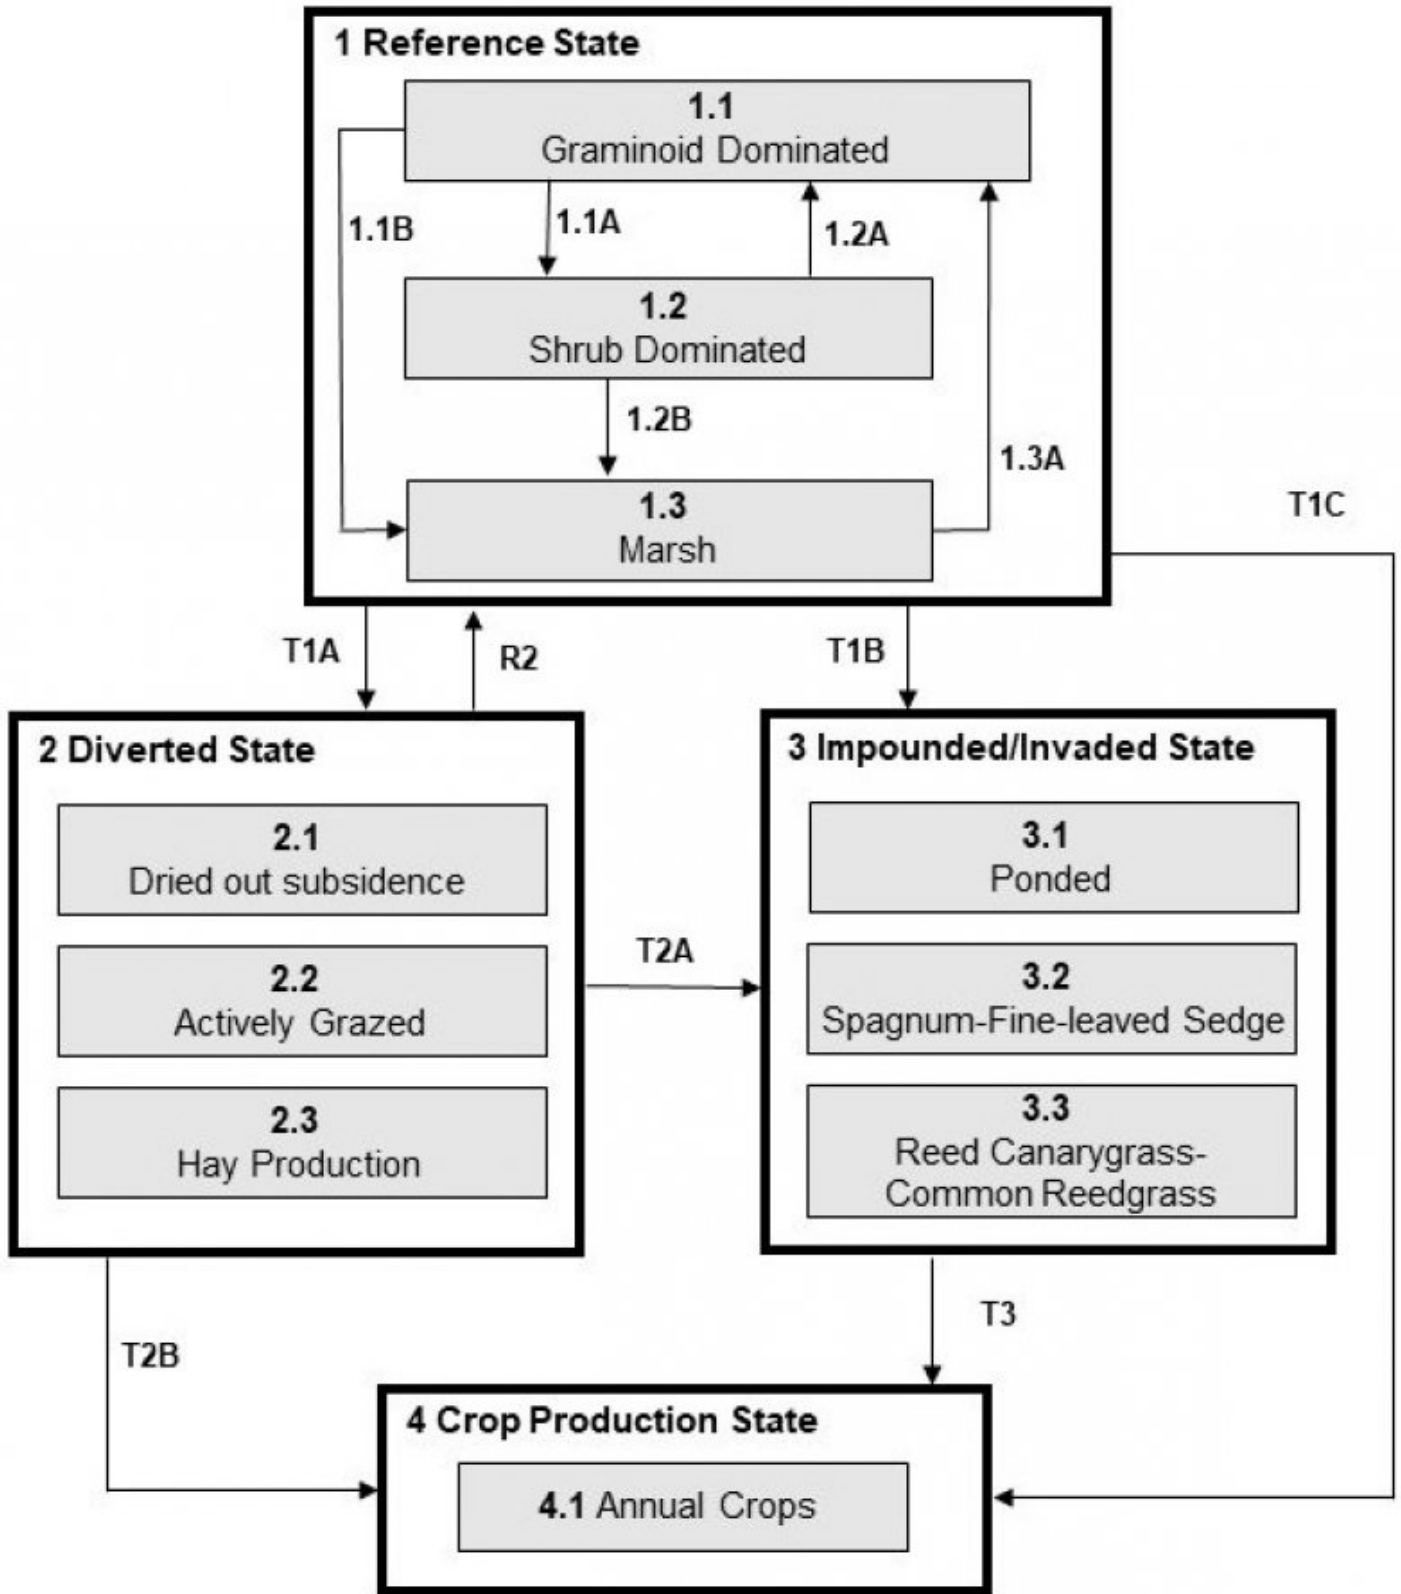 1 Reference State
1.1
Graminoid Dominated
1.1B
1.1A
1.2A
1.2
Shrub Dominated
1.2B
1.3A
1.3
Marsh
T1C
T1A
R2
T1B
2 Diverted State
2.1
Dried out subsidence
2.2
Actively Grazed
2.3
Hay Production
T2A
3 Impounded/Invaded State
3.1
Ponded
3.2
Spagnum-Fine-leaved Sedge
3.3
Reed Canarygrass-
Common Reedgrass
T2B
T3
4 Crop Production State
4.1 Annual Crops